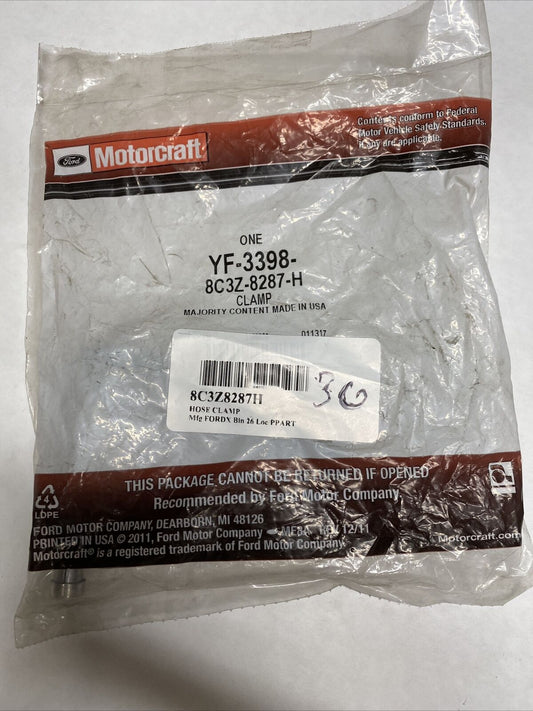 Contents conform to Federal
Motor Vehicle Safety Standards,
if any are applicable.
Ford
Motorcraft
ONE
YF-3398-
8C3Z-8287-H
CLAMP
MAJORITY CONTENT MADE IN USA
011317
8C3Z8287H
36
HOSE CLAMP
Mfg FORDX Bin 26 Loc PPART
THIS PACKAGE CANNOT BE RETURNED IF OPENED
Recommended by Ford Motor Company
4
LDPE
FORD MOTOR COMPANY, DEARBORN, MI 48126
PRINTED IN USA © 2011, Ford Motor Company 12/11
Motorcraft® is a registered trademark of Ford Motor Company
Motorcraft.com